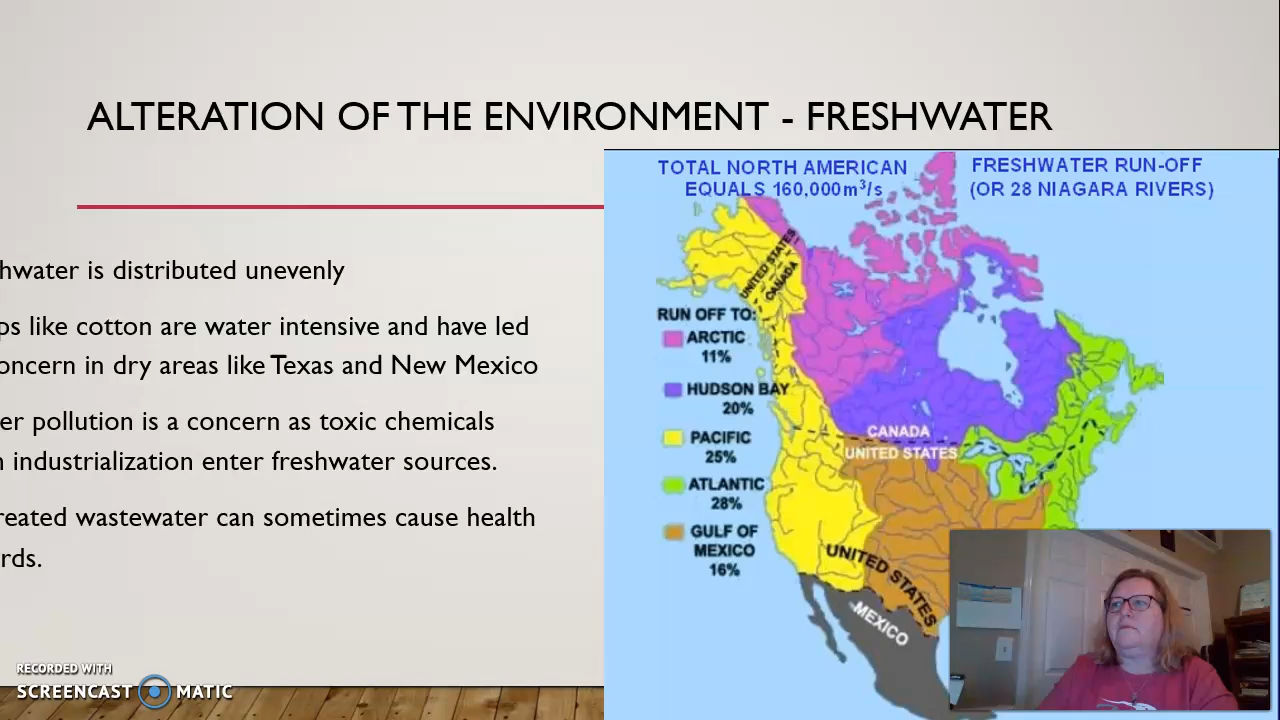 ALTERATION OF THE ENVIRONMENT - FRESHWATER
TOTAL NORTH AMERICAN
EQUALS 160,000m³/s
FRESHWATER RUN-OFF
(OR 28 NIAGARA RIVERS)
hwater is distributed unevenly
ps like cotton are water intensive and have led
oncern in dry areas like Texas and New Mexico
er pollution is a concern as toxic chemicals
n industrialization enter freshwater sources.
reated wastewater can sometimes cause health
rds.
UNITED STATES
CANADA
RUN OFF TO:
ARCTIC
11%
HUDSON BAY
20%
PACIFIC
25%
ATLANTIC
28%
GULF OF
MEXICO
16%
CANADA
UNITED STATES
UNITED STATES
MEXICO
RECORDED WITH
SCREENCAST MATIC